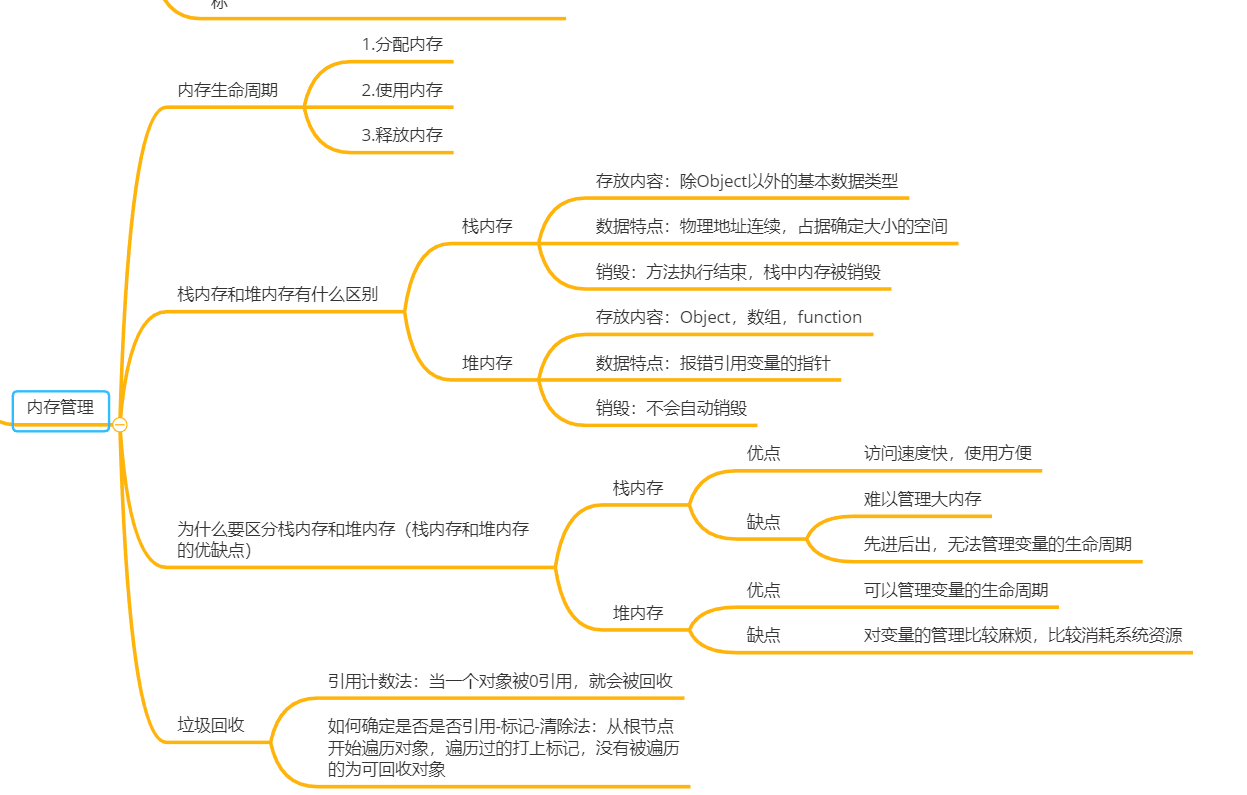 称
1.分配内存
内存生命周期
2.使用内存
3.释放内存
存放内容：除Object以外的基本数据类型
栈内存
数据特点：物理地址连续，占据确定大小的空间
销毁：方法执行结束，栈中内存被销毁
栈内存和堆内存有什么区别
存放内容：Object，数组，function
堆内存
数据特点：报错引用变量的指针
销毁：不会自动销毁
内存管理
优点
访问速度快，使用方便
栈内存
难以管理大内存
缺点
先进后出，无法管理变量的生命周期
为什么要区分栈内存和堆内存（栈内存和堆内存
的优缺点）
优点
可以管理变量的生命周期
堆内存
缺点
对变量的管理比较麻烦，比较消耗系统资源
引用计数法：当一个对象被0引用，就会被回收
垃圾回收
如何确定是否是否引用-标记-清除法：从根节点
开始遍历对象，遍历过的打上标记，没有被遍历
的为可回收对象